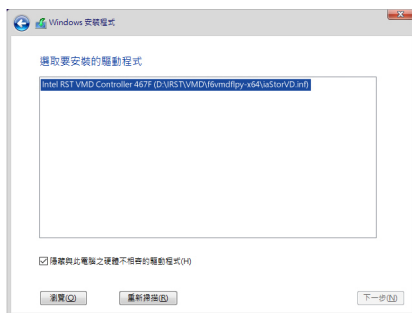 Windows 安裝程式
選取要安裝的驅動程式
Intel RST VMD Controller 467F (D:\IRST\VMD\f6vmdflpy-x64\iaStorVD.inf)
隱藏與此電腦之硬體不相容的驅動程式(H)
瀏覽(O)
重新掃描(R)
下一步(N)